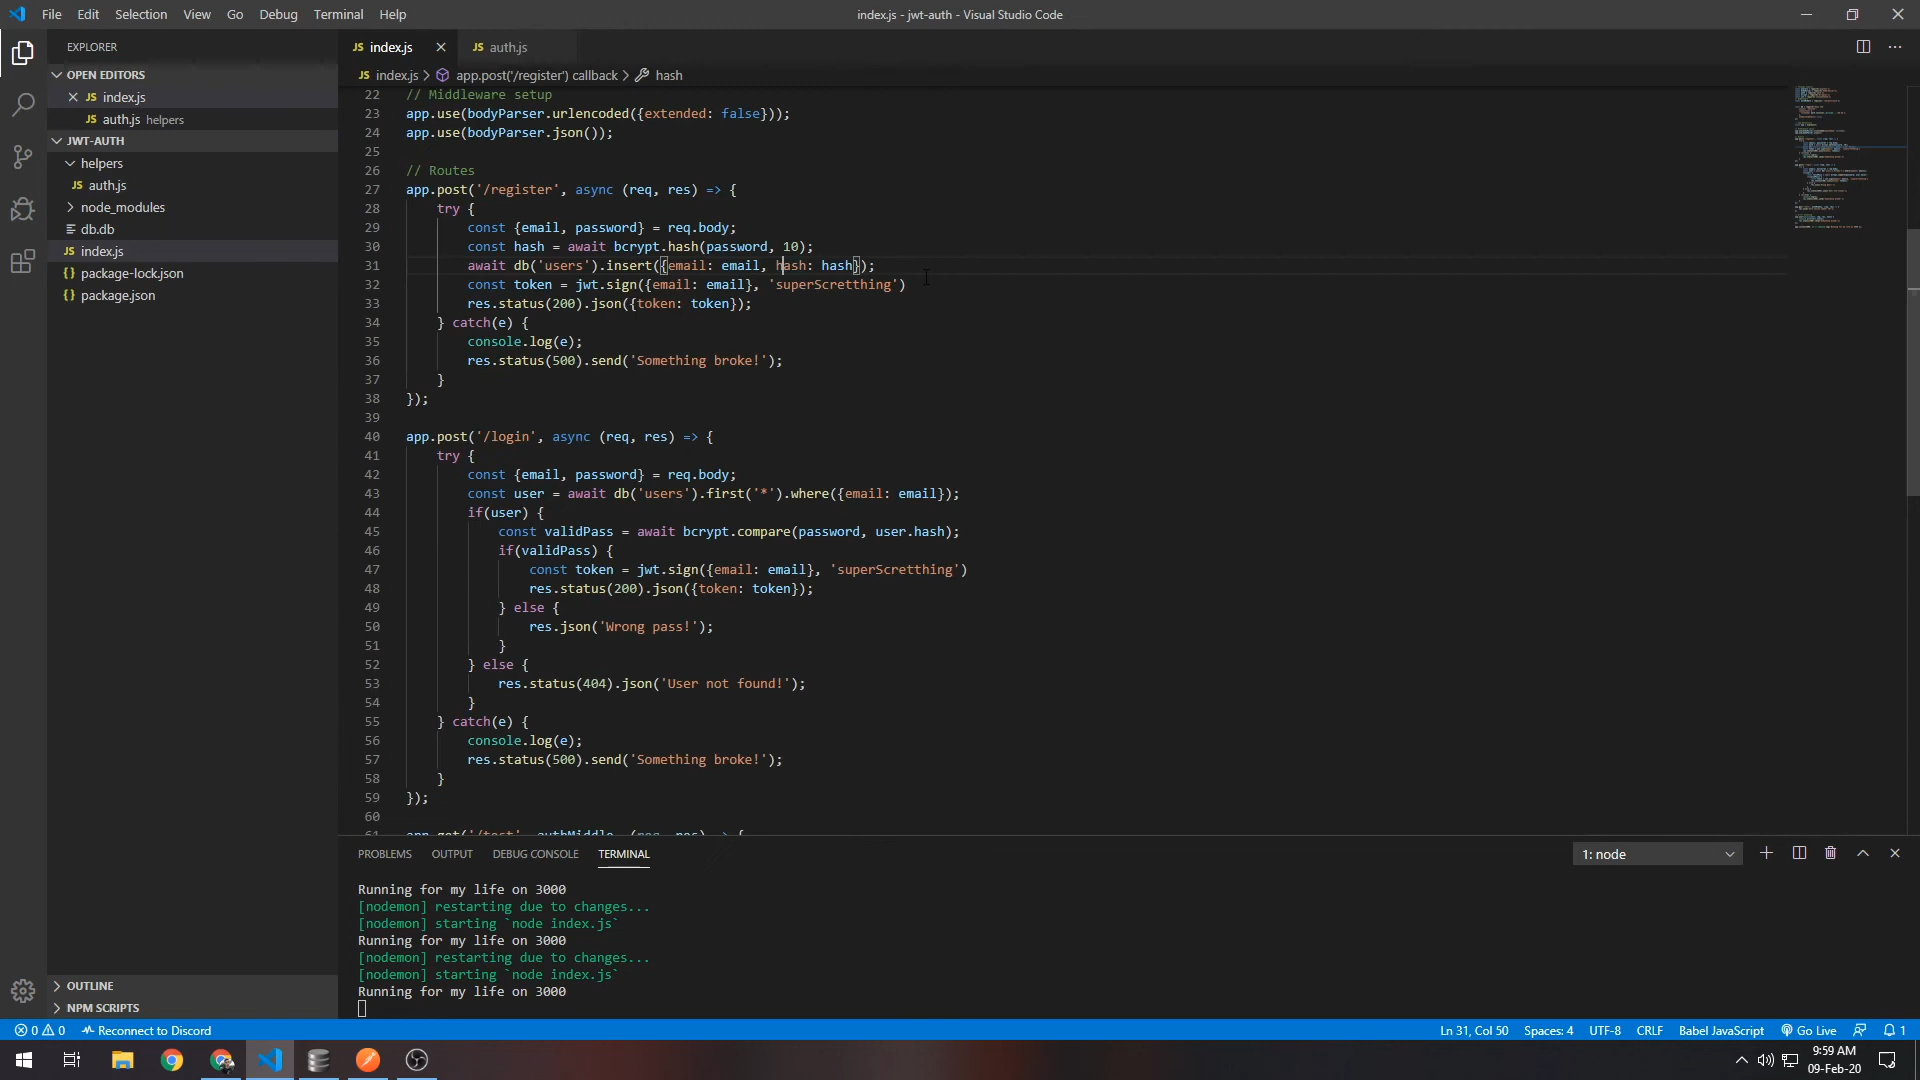 File Edit Selection View Go Debug Terminal Help
index.js - jwt-auth - Visual Studio Code
EXPLORER
OPEN EDITORS
JS index.js
JS auth.js helpers
JWT-AUTH
helpers
JS auth.js
node_modules
db.db
JS index.js
{} package-lock.json
{} package.json
OUTLINE
NPM SCRIPTS
JS index.js
JS auth.js
JS index.js > app.post('/register') callback > hash
22 // Middleware setup
23 app.use(bodyParser.urlencoded({extended: false}));
24 app.use(bodyParser.json());
25
26 // Routes
27 app.post('/register', async (req, res) => {
28 try {
29 const {email, password} = req.body;
30 const hash = await bcrypt.hash(password, 10);
31 await db('users').insert({email: email, hash: hash});
32 const token = jwt.sign({email: email}, 'superScretthing')
33 res.status(200).json({token: token});
34 } catch(e) {
35 console.log(e);
36 res.status(500).send('Something broke!');
37 }
38 });
39
40 app.post('/login', async (req, res) => {
41 try {
42 const {email, password} = req.body;
43 const user = await db('users').first('*').where({email: email});
44 if(user) {
45 const validPass = await bcrypt.compare(password, user.hash);
46 if(validPass) {
47 const token = jwt.sign({email: email}, 'superScretthing')
48 res.status(200).json({token: token});
49 } else {
50 res.json('Wrong pass!');
51 }
52 } else {
53 res.status(404).json('User not found!');
54 }
55 } catch(e) {
56 console.log(e);
57 res.status(500).send('Something broke!');
58 }
59 });
60
61 app.get('/test', authMiddle, (req, res) => {
PROBLEMS OUTPUT DEBUG CONSOLE TERMINAL
1: node
Running for my life on 3000
[nodemon] restarting due to changes...
[nodemon] starting `node index.js`
Running for my life on 3000
[nodemon] restarting due to changes...
[nodemon] starting `node index.js`
Running for my life on 3000
0 0 Reconnect to Discord
Ln 31, Col 50 Spaces: 4 UTF-8 CRLF Babel JavaScript Go Live 1
9:59 AM
09-Feb-20